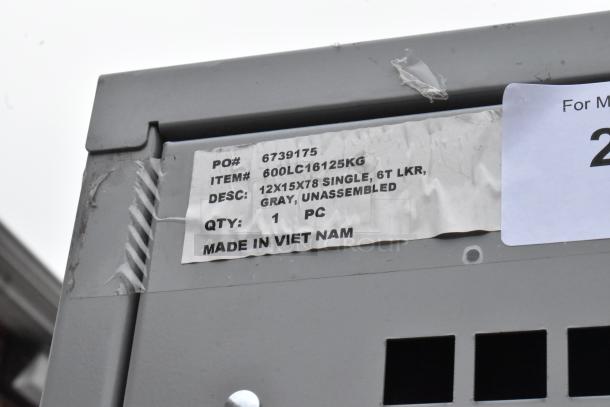 PO# 6739175
ITEM# 600LC16125KG
DESC: 12X15X78 SINGLE, 6T LKR,
GRAY, UNASSEMBLED
QTY: 1 PC
MADE IN VIET NAM
For M
2